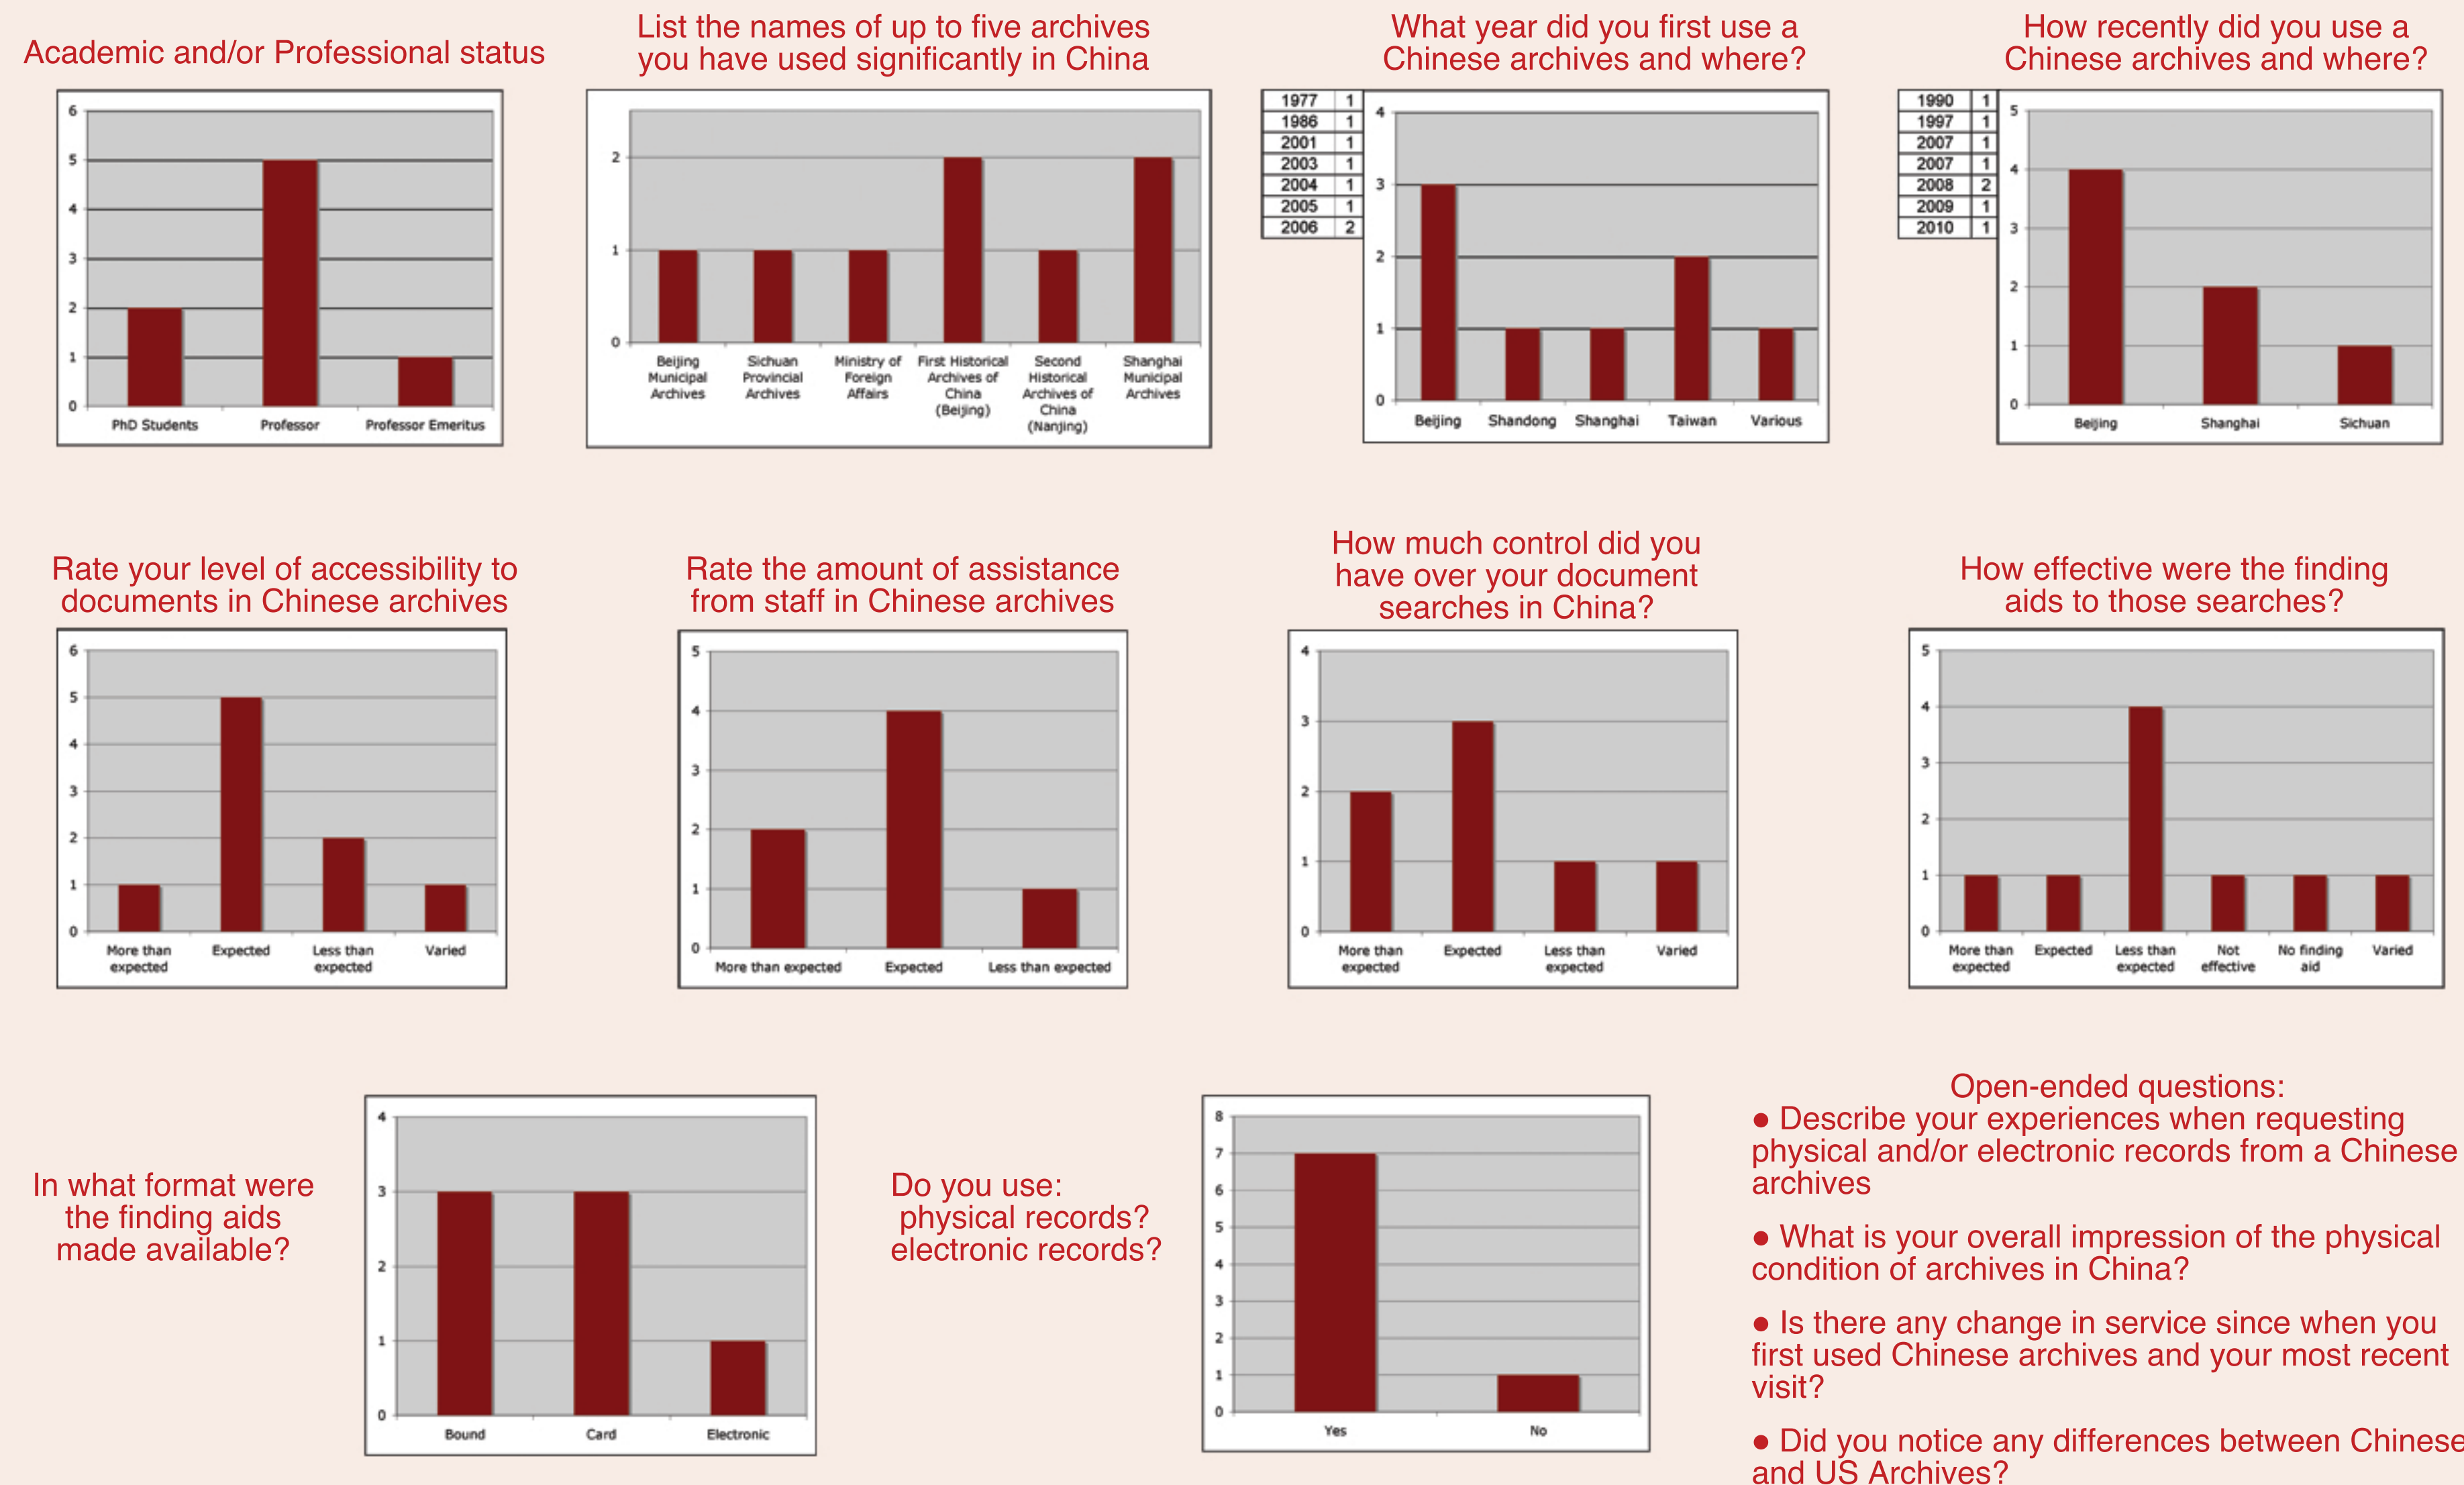 Academic and/or Professional status
6
5
4
3
2
1
0
PhD Students
Professor
Professor Emeritus
List the names of up to five archives
you have used significantly in China
2
1
0
Beijing
Municipal
Archives
Sichuan
Provincial
Archives
Ministry of
Foreign
Affairs
First Historical
Archives of
China
(Beijing)
Second
Historical
Archives of
China
(Nanjing)
Shanghai
Municipal
Archives
What year did you first use a
Chinese archives and where?
1977 1
1986 1
2001 1
2003 1
2004 1
2005 1
2006 2
4
3
2
1
0
Beijing
Shandong
Shanghai
Taiwan
Various
How recently did you use a
Chinese archives and where?
1990 1
1997 1
2007 1
2007 1
2008 2
2009 1
2010 1
5
4
3
2
1
0
Beijing
Shanghai
Sichuan
Rate your level of accessibility to
documents in Chinese archives
6
5
4
3
2
1
0
More than
expected
Expected
Less than
expected
Varied
Rate the amount of assistance
from staff in Chinese archives
5
4
3
2
1
0
More than expected
Expected
Less than expected
How much control did you
have over your document
searches in China?
4
3
2
1
0
More than
expected
Expected
Less than
expected
Varied
How effective were the finding
aids to those searches?
5
4
3
2
1
0
More than
expected
Expected
Less than
expected
Not
effective
No finding
aid
Varied
In what format were
the finding aids
made available?
4
3
2
1
0
Bound
Card
Electronic
Do you use:
physical records?
electronic records?
8
7
6
5
4
3
2
1
0
Yes
No
Open-ended questions:
● Describe your experiences when requesting
physical and/or electronic records from a Chinese
archives
● What is your overall impression of the physical
condition of archives in China?
● Is there any change in service since when you
first used Chinese archives and your most recent
visit?
● Did you notice any differences between Chinese
and US Archives?